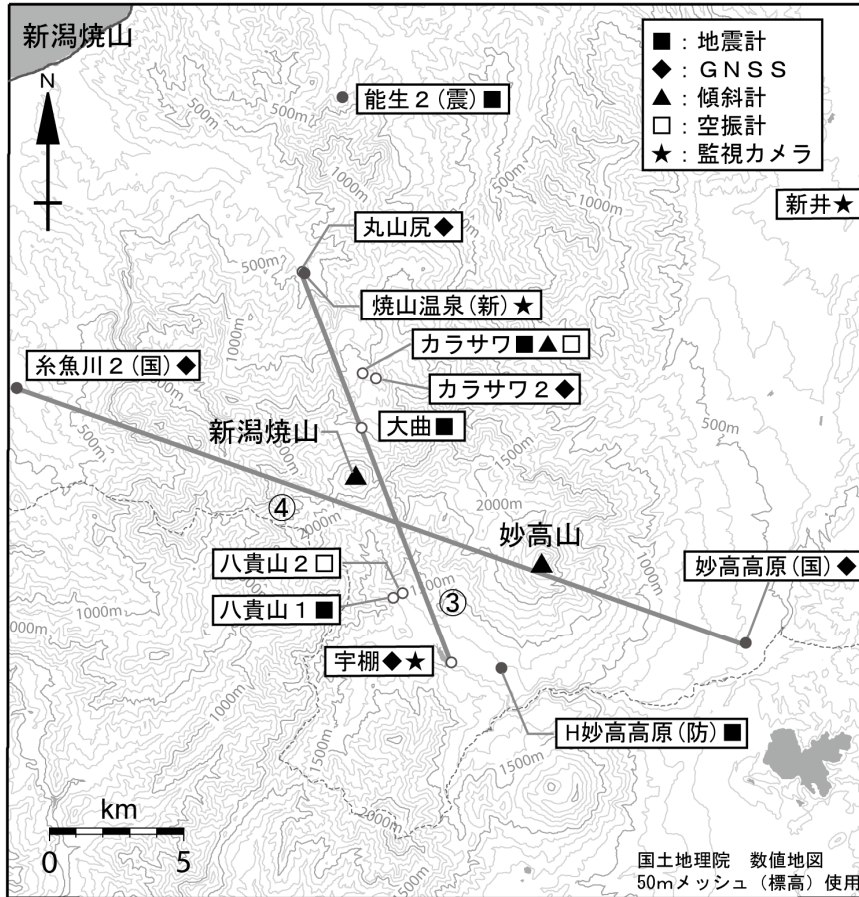 新潟焼山
N
■：地震計
◆：ＧＮＳＳ
▲：傾斜計
□：空振計
★：監視カメラ
能生２(震)■
500m
500m
500m
1000m
1000m
新井★
丸山尻◆
500m
焼山温泉(新)★
1000m
カラサワ■▲□
糸魚川２(国)◆
カラサワ２◆
大曲■
500m
500m
新潟焼山
1500m
1000m
2000m
④
2000m
妙高山
妙高高原(国)◆
八貴山２□
1000m
1500m
1000m
八貴山１■
③
1000m
宇棚◆★
1000m
H妙高高原(防)■
1500m
1500m
km
2000m
0 5
1500m
国土地理院　数値地図
50mメッシュ（標高）使用